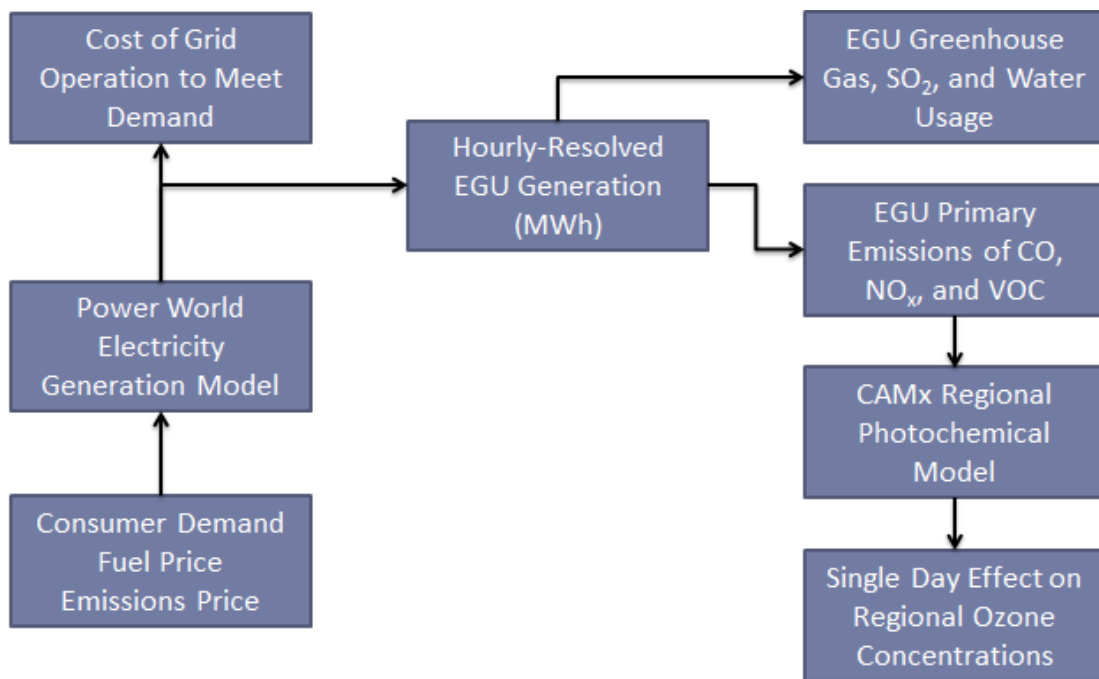 Cost of Grid
Operation to Meet
Demand
EGU Greenhouse
Gas, SO₂, and Water
Usage
Hourly-Resolved
EGU Generation
(MWh)
EGU Primary
Emissions of CO,
NOₓ, and VOC
Power World
Electricity
Generation Model
CAMx Regional
Photochemical
Model
Consumer Demand
Fuel Price
Emissions Price
Single Day Effect on
Regional Ozone
Concentrations